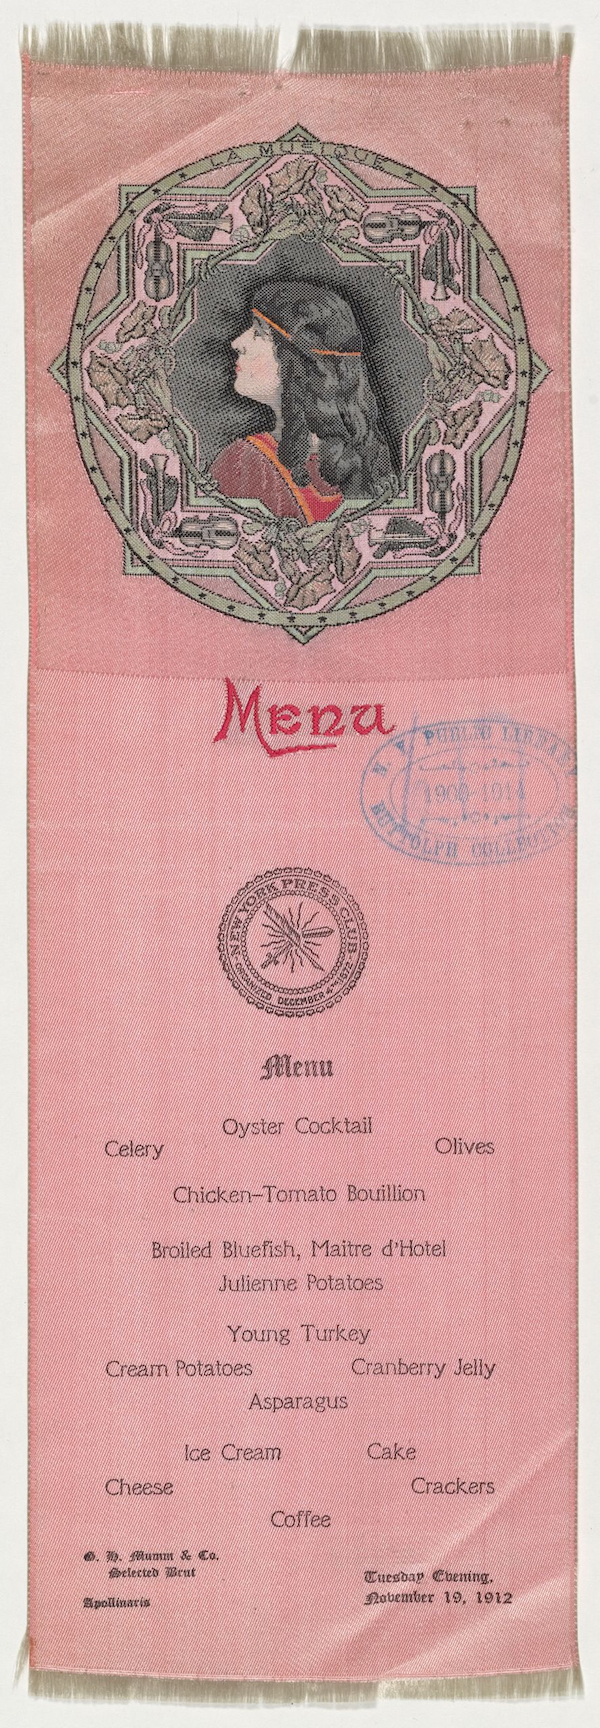 LA MUSIQUE
Menu
N. Y. PUBLIC LIBRARY
1900-1914
BUTTOLPH COLLECTION
NEW YORK PRESS CLUB
ORGANIZED DECEMBER 4TH 1872
Menu
Oyster Cocktail
Celery Olives
Chicken-Tomato Bouillion
Broiled Bluefish, Maitre d'Hotel
Julienne Potatoes
Young Turkey
Cream Potatoes Cranberry Jelly
Asparagus
Ice Cream Cake
Cheese Crackers
Coffee
G. H. Mumm & Co.
Selected Brut
Apollinaris
Tuesday Evening,
November 19, 1912